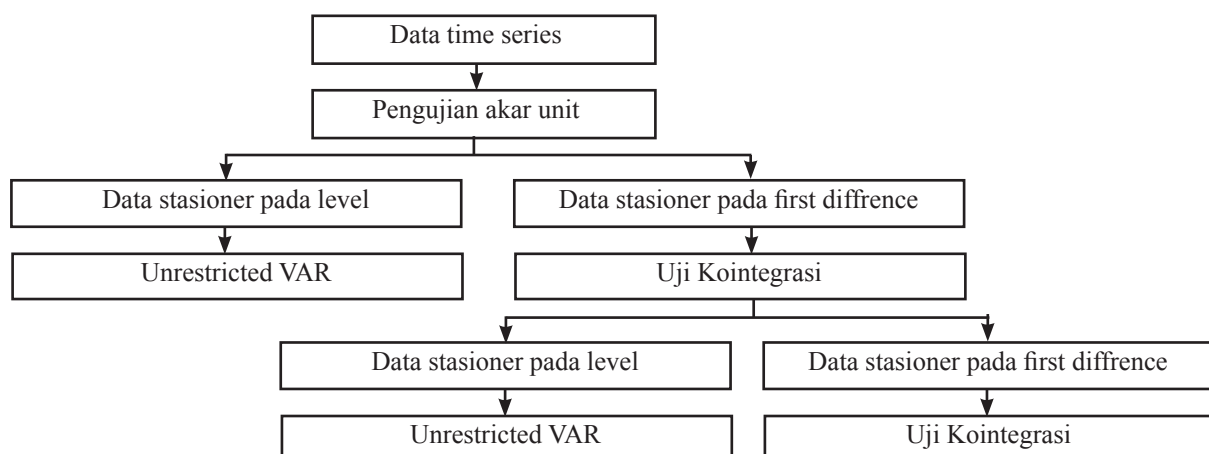 Data time series
Pengujian akar unit
Data stasioner pada level
Data stasioner pada first diffrence
Unrestricted VAR
Uji Kointegrasi
Data stasioner pada level
Data stasioner pada first diffrence
Unrestricted VAR
Uji Kointegrasi